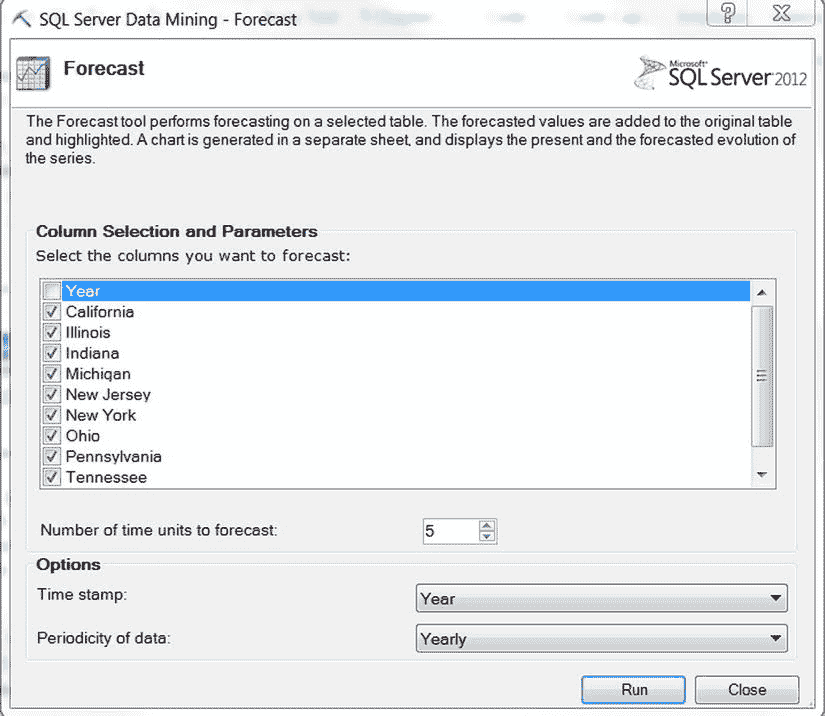 SQL Server Data Mining - Forecast
Forecast
Microsoft®
SQL Server® 2012
The Forecast tool performs forecasting on a selected table. The forecasted values are added to the original table
and highlighted. A chart is generated in a separate sheet, and displays the present and the forecasted evolution of
the series.
Column Selection and Parameters
Select the columns you want to forecast:
Year
California
Illinois
Indiana
Michigan
New Jersey
New York
Ohio
Pennsylvania
Tennessee
Number of time units to forecast: 5
Options
Time stamp: Year
Periodicity of data: Yearly
Run Close